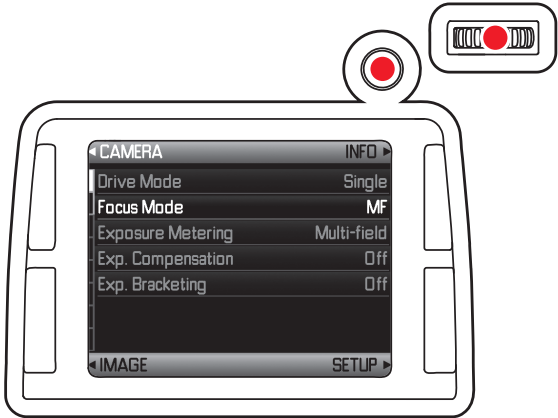 CAMERA INFO
Drive Mode Single
Focus Mode MF
Exposure Metering Multi-field
Exp. Compensation Off
Exp. Bracketing Off
IMAGE SETUP